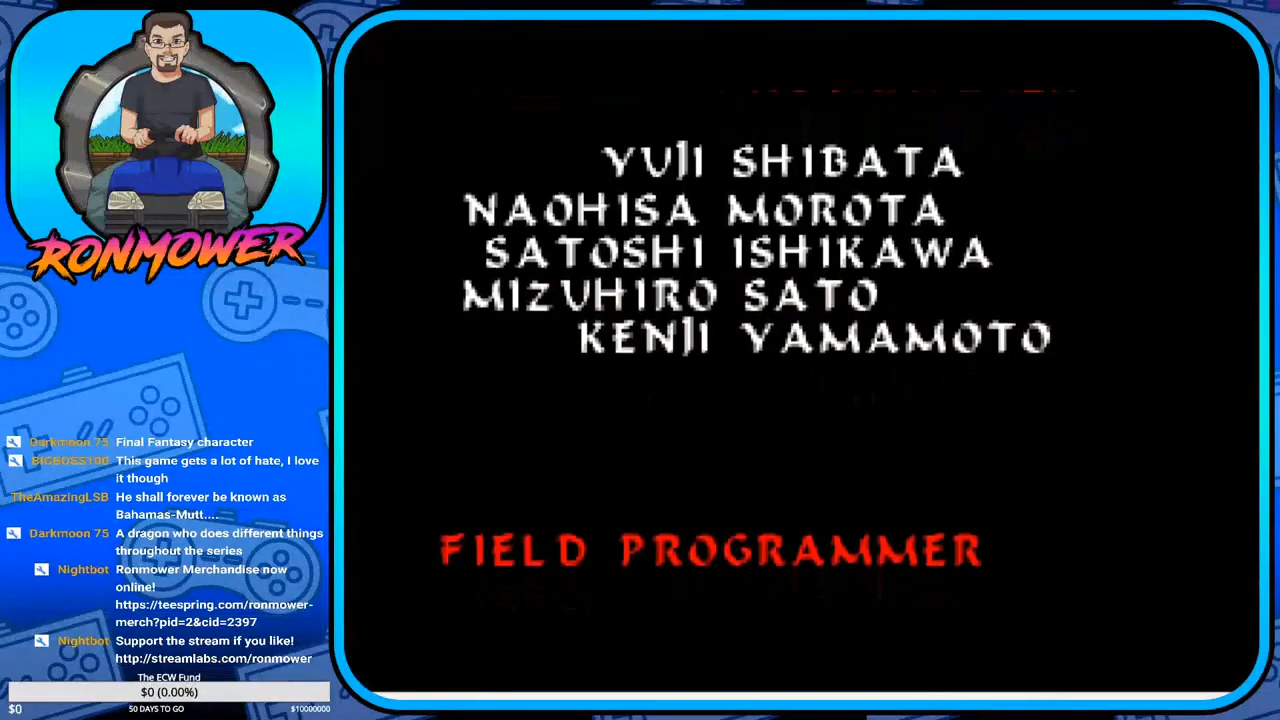 RONMOWER
YUJI SHIBATA
NAOHISA MOROTA
SATOSHI ISHIKAWA
MIZUHIRO SATO
KENJI YAMAMOTO
FIELD PROGRAMMER
Darkmoon 75 Final Fantasy character
BIGBOSS100 This game gets a lot of hate, I love
it though
TheAmazingLSB He shall forever be known as
Bahamas-Mutt....
Darkmoon 75 A dragon who does different things
throughout the series
Nightbot Ronmower Merchandise now
online!
https://teespring.com/ronmower-
merch?pid=2&cid=2397
Nightbot Support the stream if you like!
http://streamlabs.com/ronmower
The ECW Fund
$0 (0.00%)
$0 50 DAYS TO GO $10000000